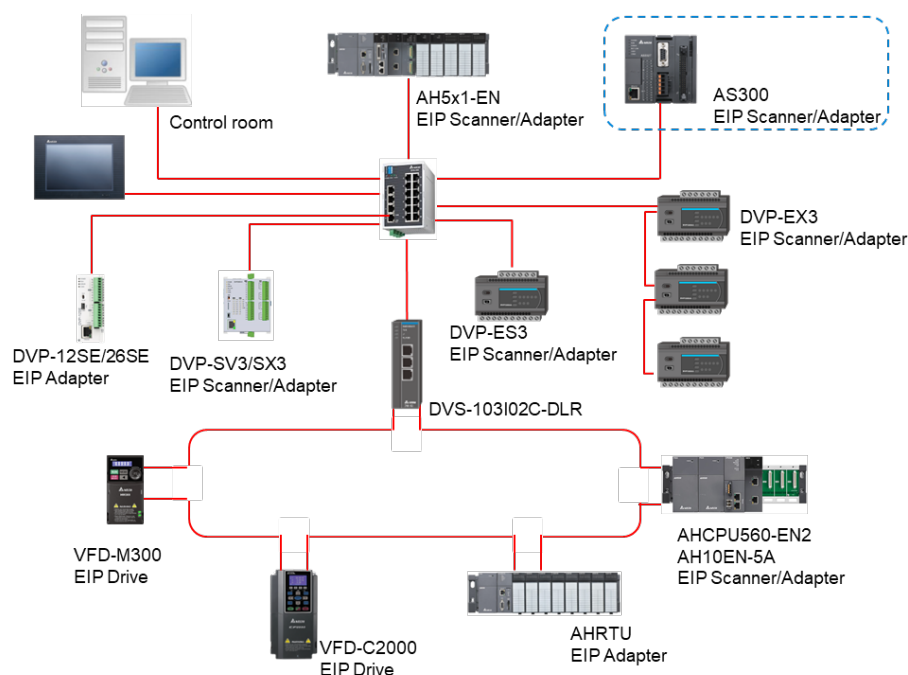 Control room
AH5x1-EN
EIP Scanner/Adapter
AS300
EIP Scanner/Adapter
DVP-EX3
EIP Scanner/Adapter
DVP-12SE/26SE
EIP Adapter
DVP-SV3/SX3
EIP Scanner/Adapter
DVP-ES3
EIP Scanner/Adapter
DVS-103I02C-DLR
VFD-M300
EIP Drive
VFD-C2000
EIP Drive
AHRTU
EIP Adapter
AHCPU560-EN2
AH10EN-5A
EIP Scanner/Adapter